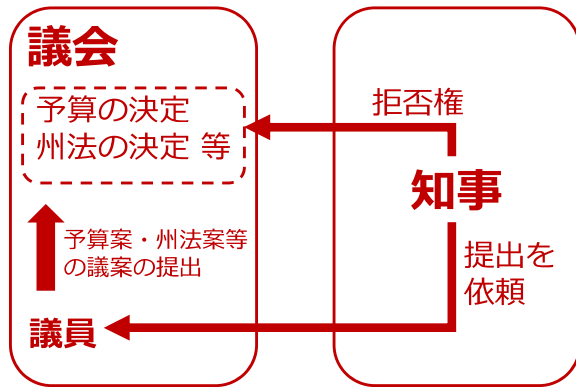 議会
予算の決定
州法の決定 等
予算案・州法案等
の議案の提出
議員
拒否権
知事
提出を
依頼